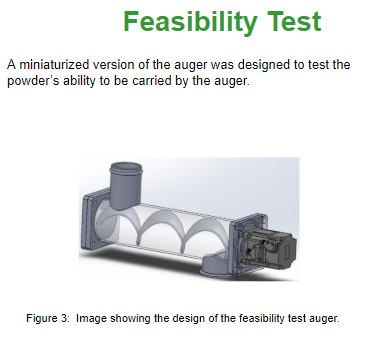 Feasibility Test
A miniaturized version of the auger was designed to test the
powder's ability to be carried by the auger.
Figure 3:  Image showing the design of the feasibility test auger.